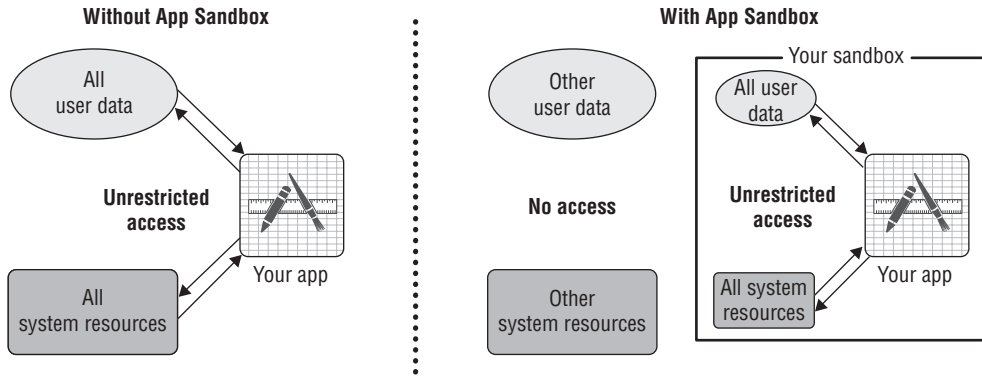 Without App Sandbox
All
user data
Unrestricted
access
Your app
All
system resources
With App Sandbox
Other
user data
No access
Other
system resources
Your sandbox
All user
data
Unrestricted
access
Your app
All system
resources